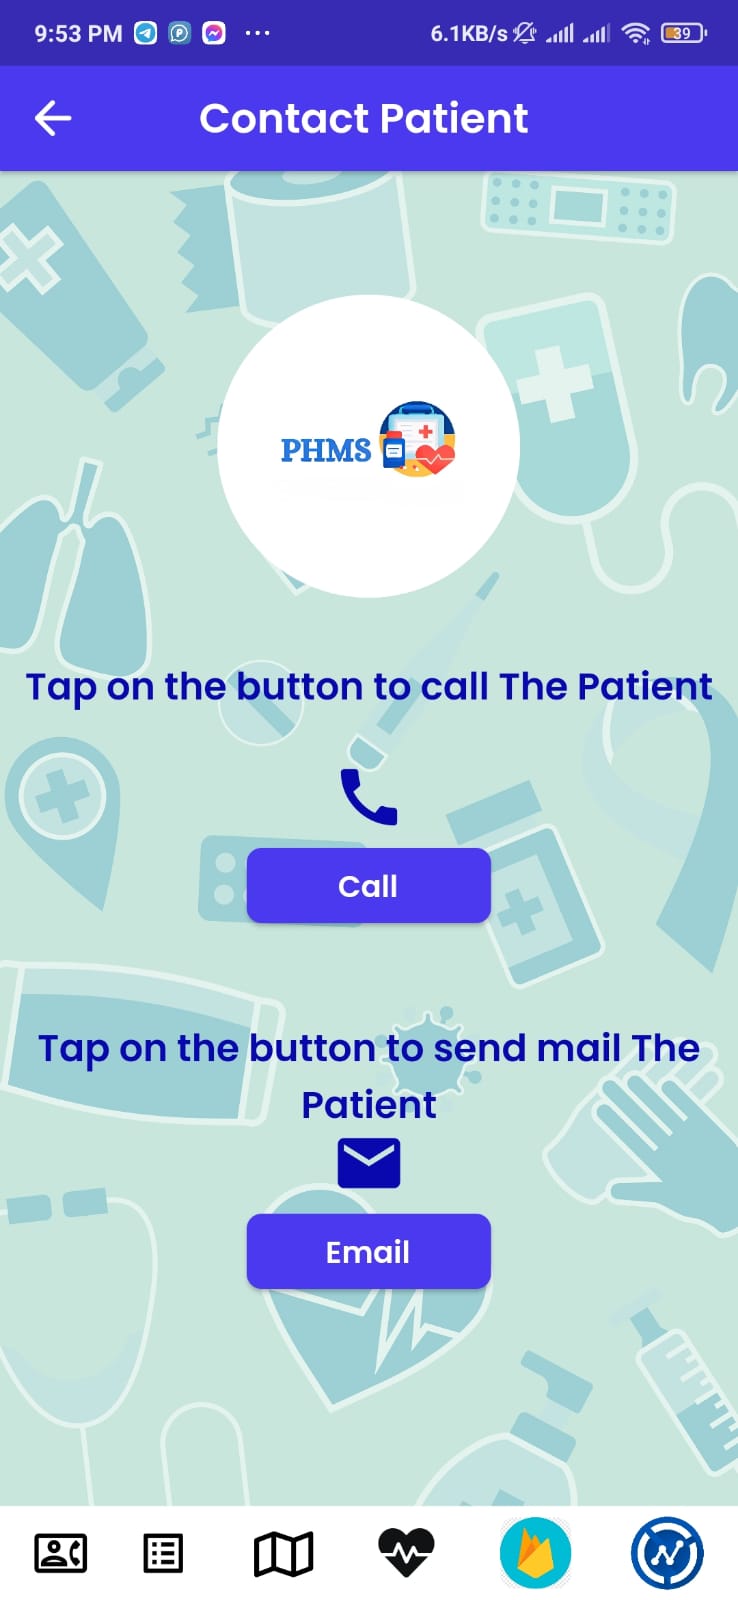 9:53 PM ... 6.1KB/s 39
Contact Patient
PHMS
Tap on the button to call The Patient
Call
Tap on the button to send mail The
Patient
Email